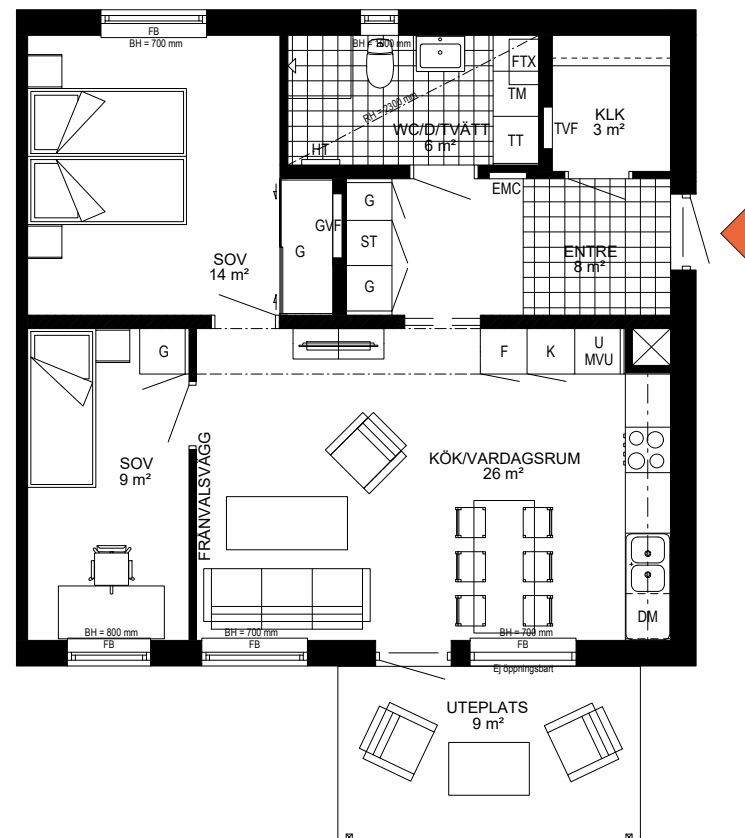 FB
BH = 700 mm
BH = 1800 mm
FTX
TM
TT
RH = 2300 mm
WC/D/TVÄTT
6 m²
HT
TVF
KLK
3 m²
EMC
G
GVF
ST
G
G
ENTRE
8 m²
SOV
14 m²
G
F
K
U
MVU
SOV
9 m²
FRÅNVALSVÄGG
KÖK/VARDAGSRUM
26 m²
DM
BH = 800 mm
FB
BH = 700 mm
FB
BH = 700 mm
FB
Ej öppningsbart
UTEPLATS
9 m²